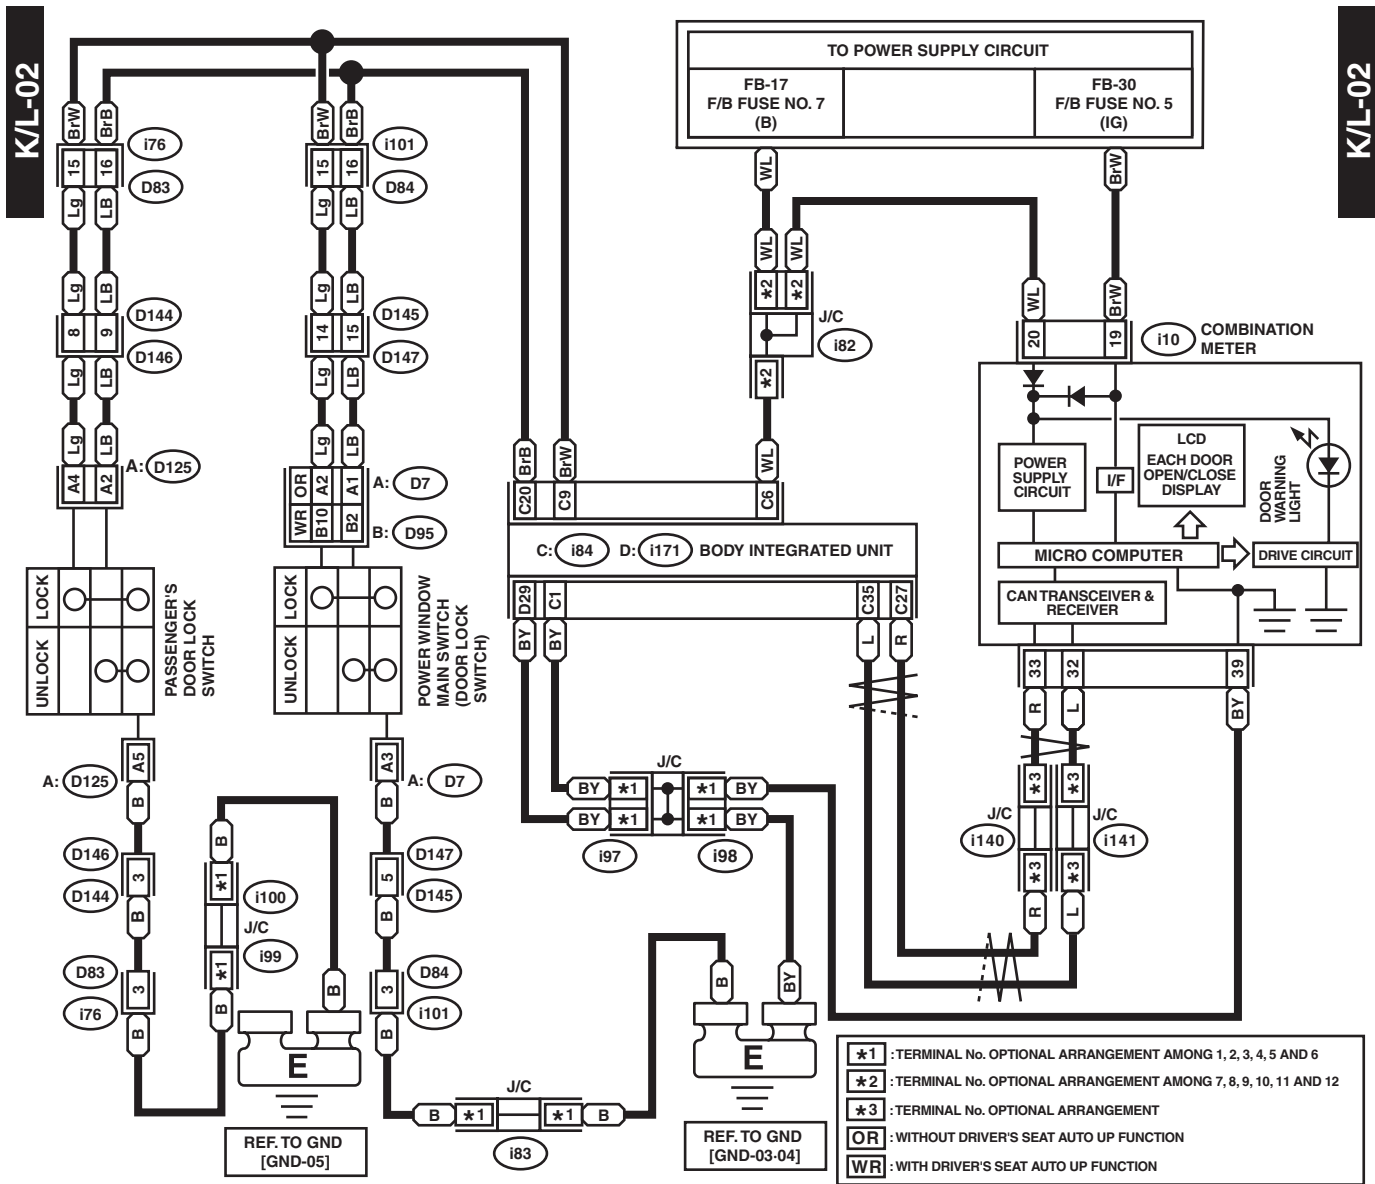 K/L-02
K/L-02
TO POWER SUPPLY CIRCUIT
FB-17
F/B FUSE NO. 7
(B)
FB-30
F/B FUSE NO. 5
(IG)
BrW BrB BrW BrB
15 16 i76 15 16 i101
D83 D84
Lg LB Lg LB
WL BrW
WL WL
*2 *2
J/C
i82
*2
WL
Lg LB Lg LB
8 9 D144 14 15 D145
D146 D147
Lg LB Lg LB
Lg LB Lg LB
A4 A2 A: D125
OR A2 A1 A: D7
WR B10 B2 B: D95
WL BrW
20 19 i10 COMBINATION
METER
POWER
SUPPLY
CIRCUIT
I/F
LCD
EACH DOOR
OPEN/CLOSE
DISPLAY
DOOR
WARNING
LIGHT
MICRO COMPUTER
DRIVE CIRCUIT
CAN TRANSCEIVER &
RECEIVER
33 32 39
R L BY
BrB BrW WL
C20 C9 C6
C: i84 D: i171 BODY INTEGRATED UNIT
D29 C1 C35 C27
BY BY L R
LOCK
UNLOCK
PASSENGER'S
DOOR LOCK
SWITCH
LOCK
UNLOCK
POWER WINDOW
MAIN SWITCH
(DOOR LOCK
SWITCH)
A5
A: D125
B
A3
A: D7
B
J/C
BY *1 *1 BY
BY *1 *1 BY
i97 i98
*3 *3
J/C J/C
i140 i141
*3 *3
R L
D146
3
D144
B
D147
5
D145
B
B
*1
i100
J/C
i99
*1
B
D83
3
i76
B
D84
3
i101
B
B
E
REF. TO GND
[GND-05]
J/C
B *1 *1 B
i83
B BY
E
REF. TO GND
[GND-03·04]
*1 : TERMINAL No. OPTIONAL ARRANGEMENT AMONG 1, 2, 3, 4, 5 AND 6
*2 : TERMINAL No. OPTIONAL ARRANGEMENT AMONG 7, 8, 9, 10, 11 AND 12
*3 : TERMINAL No. OPTIONAL ARRANGEMENT
OR : WITHOUT DRIVER'S SEAT AUTO UP FUNCTION
WR : WITH DRIVER'S SEAT AUTO UP FUNCTION